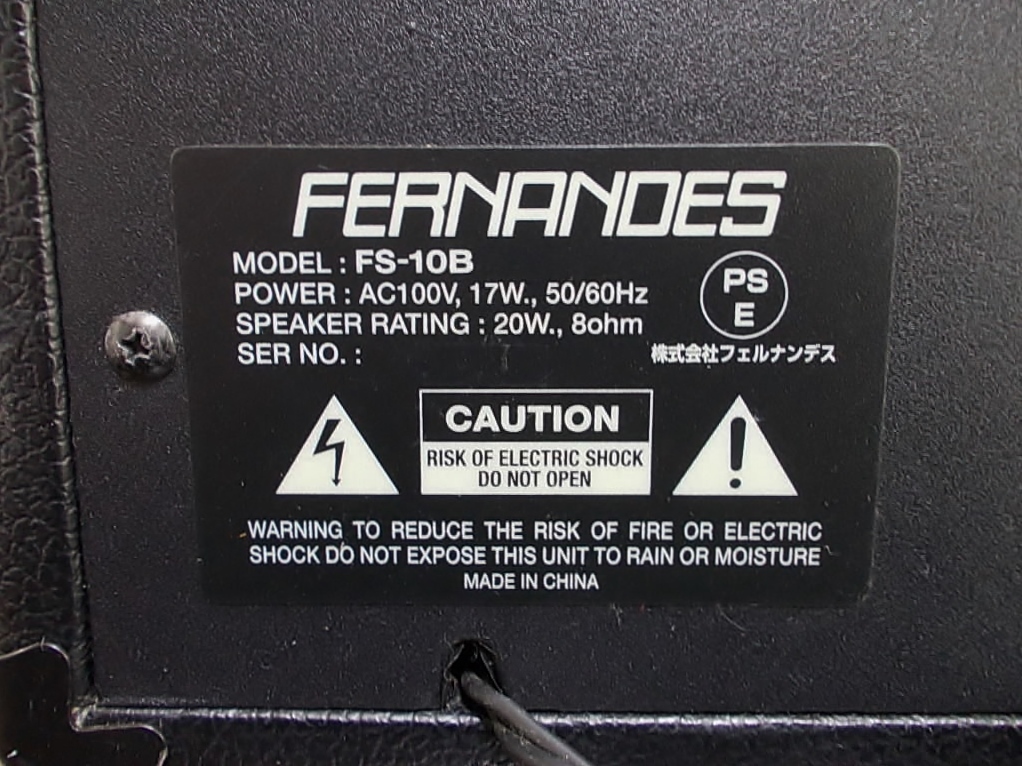 FERNANDES
MODEL : FS-10B
POWER : AC100V, 17W., 50/60Hz
SPEAKER RATING : 20W., 8ohm
SER NO. :
PS
E
株式会社フェルナンデス
CAUTION
RISK OF ELECTRIC SHOCK
DO NOT OPEN
WARNING TO REDUCE THE RISK OF FIRE OR ELECTRIC
SHOCK DO NOT EXPOSE THIS UNIT TO RAIN OR MOISTURE
MADE IN CHINA